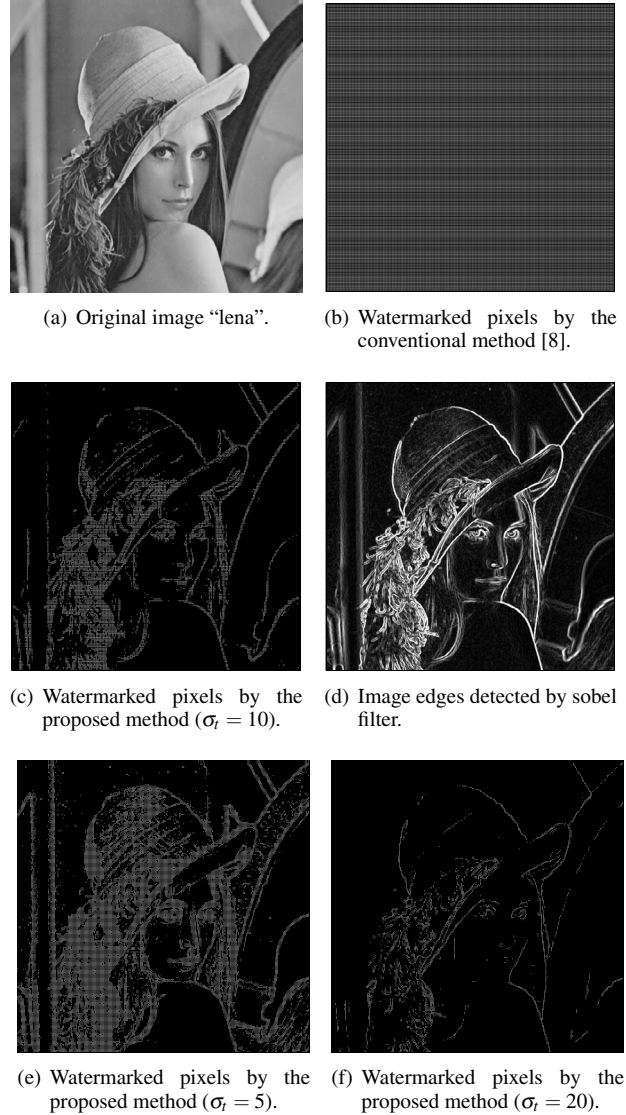 (a) Original image “lena”.
(b) Watermarked pixels by the
conventional method [8].
(c) Watermarked pixels by the
proposed method (σt = 10).
(d) Image edges detected by sobel
filter.
(e) Watermarked pixels by the
proposed method (σt = 5).
(f) Watermarked pixels by the
proposed method (σt = 20).